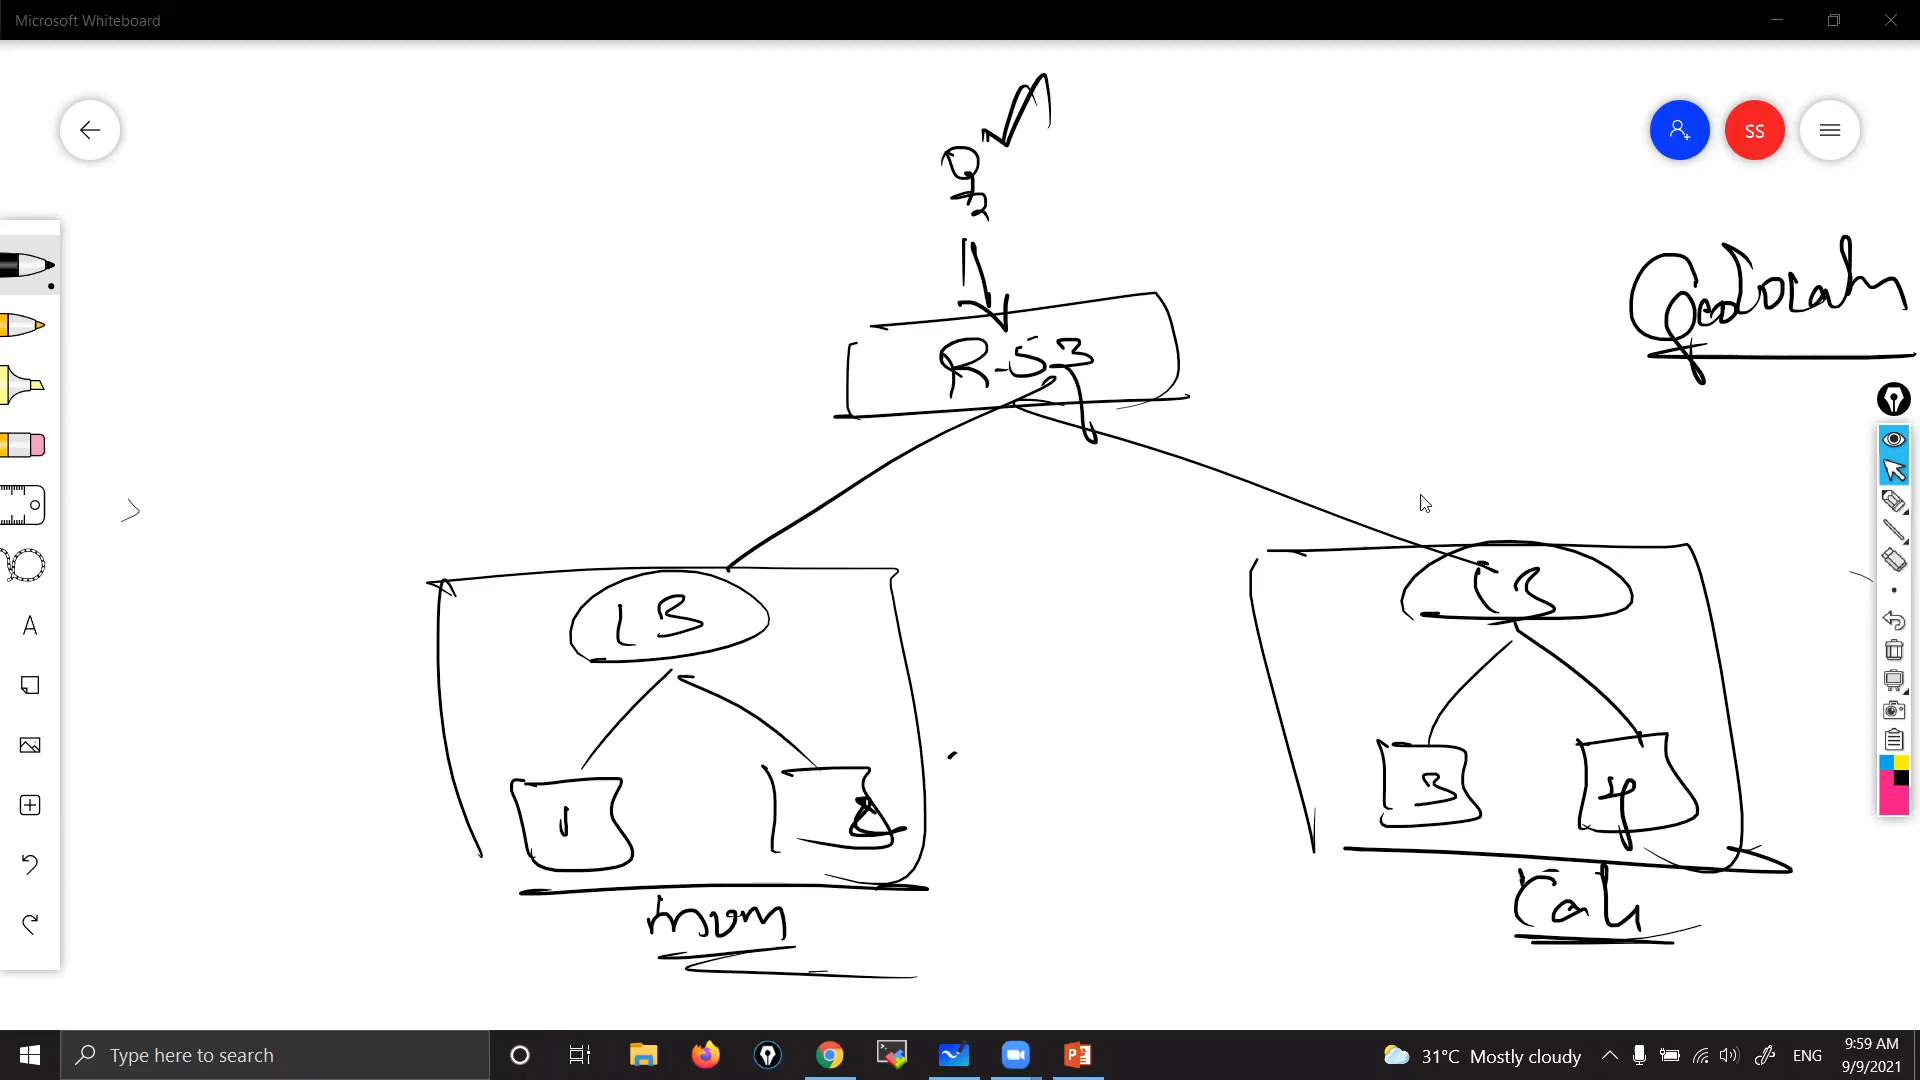 Microsoft Whiteboard
SS
R-53
LB
LB
1
2
3
4
mum
Cali
A
Type here to search
31°C Mostly cloudy
ENG
9:59 AM
9/9/2021